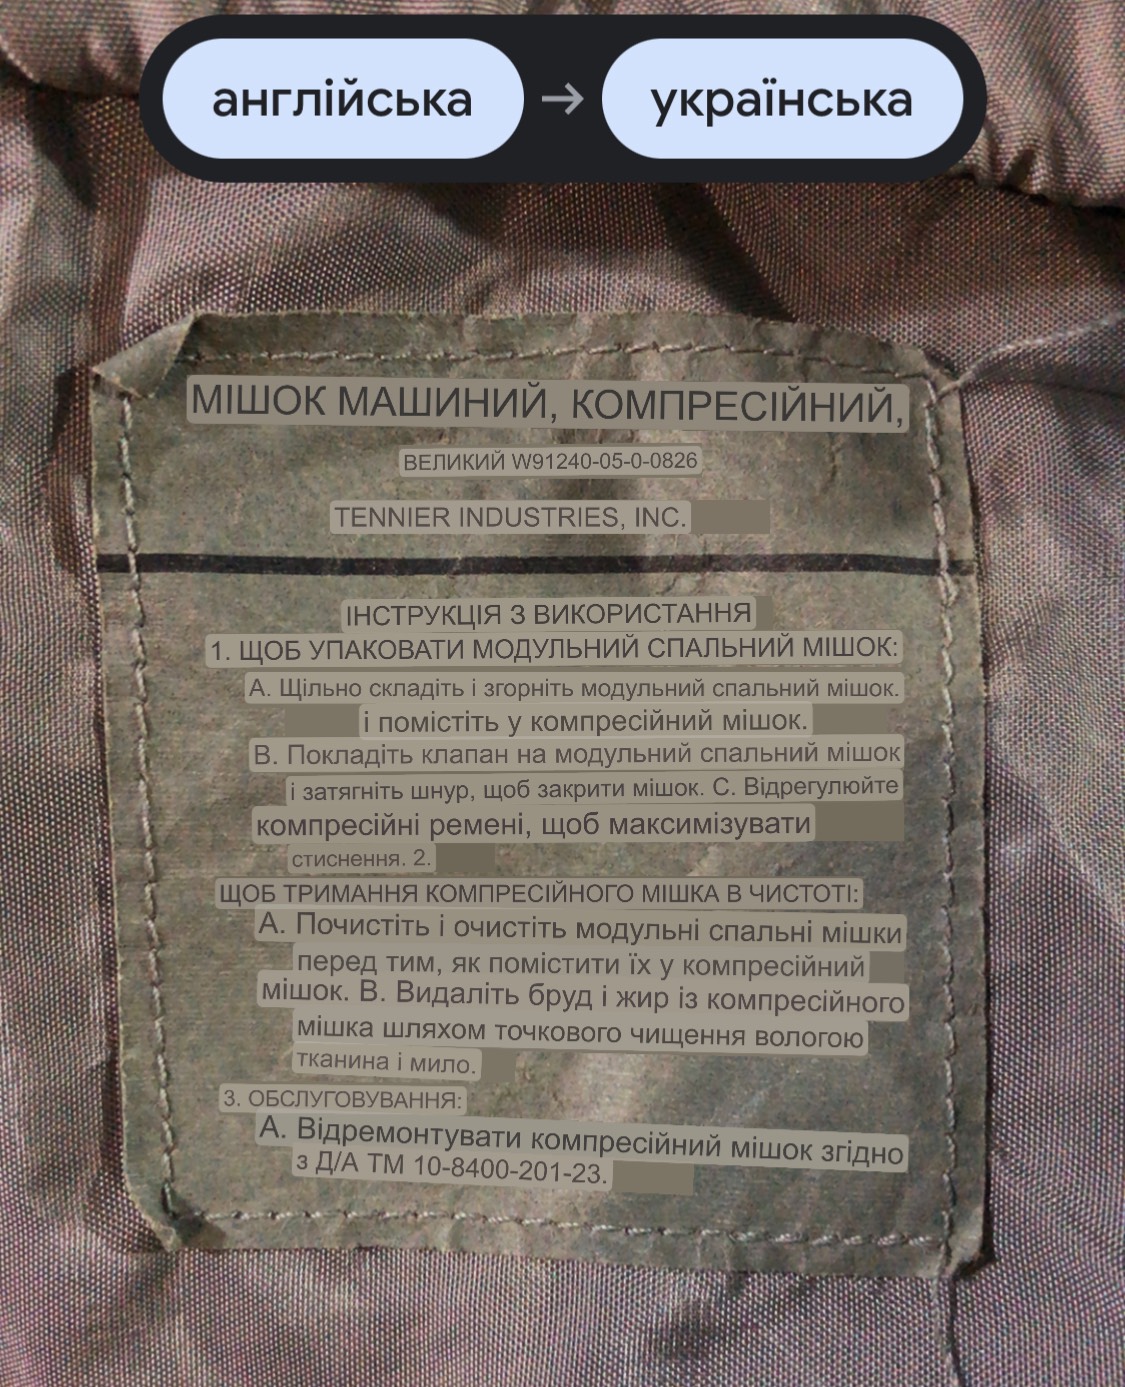 англійська → українська
МІШОК МАШИНИЙ, КОМПРЕСІЙНИЙ,
ВЕЛИКИЙ W91240-05-0-0826
TENNIER INDUSTRIES, INC.
ІНСТРУКЦІЯ З ВИКОРИСТАННЯ
1. ЩОБ УПАКОВАТИ МОДУЛЬНИЙ СПАЛЬНИЙ МІШОК:
А. Щільно складіть і згорніть модульний спальний мішок.
і помістіть у компресійний мішок.
В. Покладіть клапан на модульний спальний мішок
і затягніть шнур, щоб закрити мішок. С. Відрегулюйте
компресійні ремені, щоб максимізувати
стиснення. 2.
ЩОБ ТРИМАННЯ КОМПРЕСІЙНОГО МІШКА В ЧИСТОТІ:
А. Почистіть і очистіть модульні спальні мішки
перед тим, як помістити їх у компресійний
мішок. В. Видаліть бруд і жир із компресійного
мішка шляхом точкового чищення вологою
тканина і мило.
3. ОБСЛУГОВУВАННЯ:
А. Відремонтувати компресійний мішок згідно
з Д/А ТМ 10-8400-201-23.